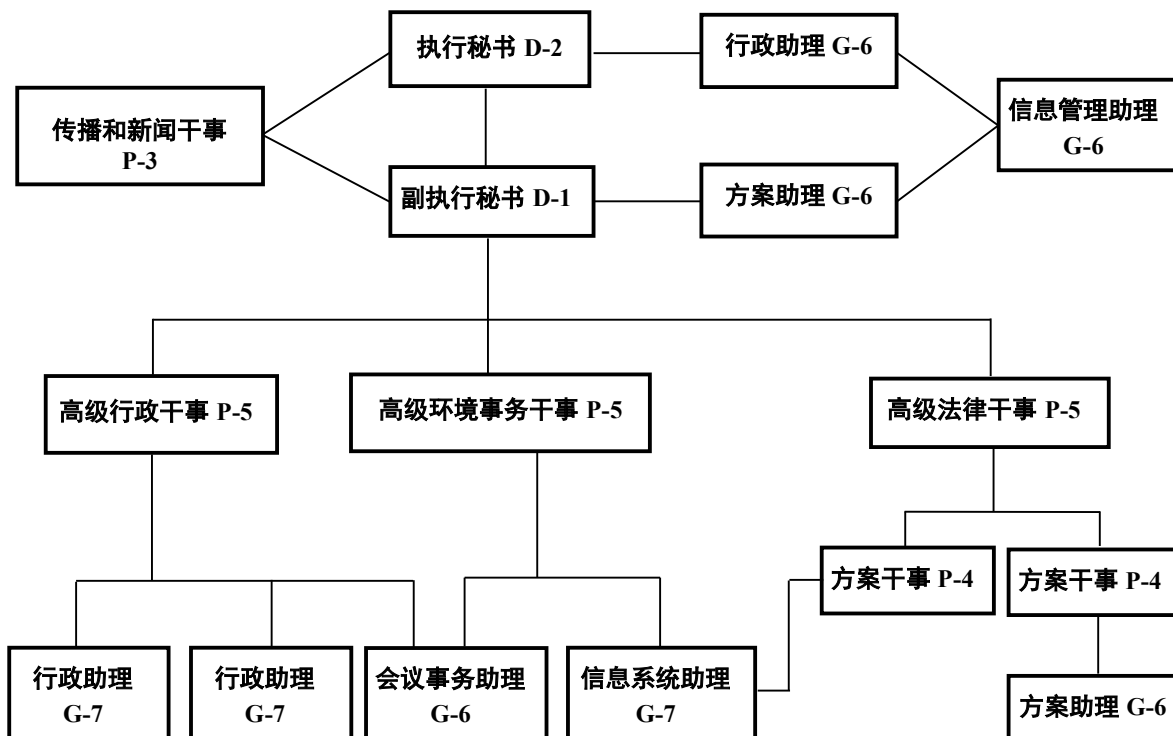 执行秘书 D-2
行政助理 G-6
传播和新闻干事
P-3
信息管理助理
G-6
副执行秘书 D-1
方案助理 G-6
高级行政干事 P-5
高级环境事务干事 P-5
高级法律干事 P-5
方案干事 P-4
方案干事 P-4
行政助理
G-7
行政助理
G-7
会议事务助理
G-6
信息系统助理
G-7
方案助理 G-6